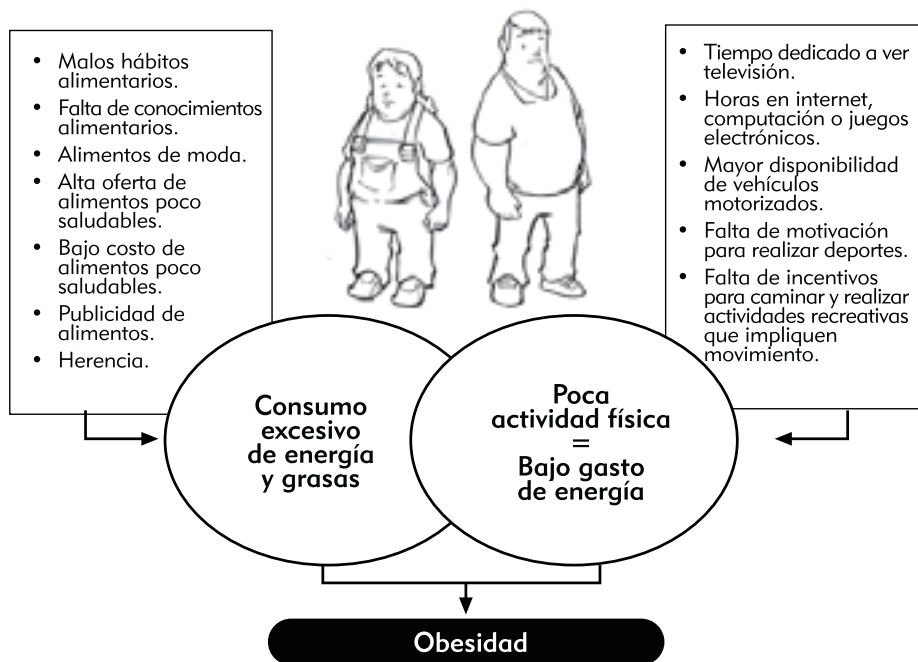 • Malos hábitos
alimentarios.
• Falta de conocimientos
alimentarios.
• Alimentos de moda.
• Alta oferta de
alimentos poco
saludables.
• Bajo costo de
alimentos poco
saludables.
• Publicidad de
alimentos.
• Herencia.
• Tiempo dedicado a ver
televisión.
• Horas en internet,
computación o juegos
electrónicos.
• Mayor disponibilidad
de vehículos
motorizados.
• Falta de motivación
para realizar deportes.
• Falta de incentivos
para caminar y realizar
actividades recreativas
que impliquen
movimiento.
Consumo
excesivo
de energía
y grasas
Poca
actividad física
=
Bajo gasto
de energía
Obesidad